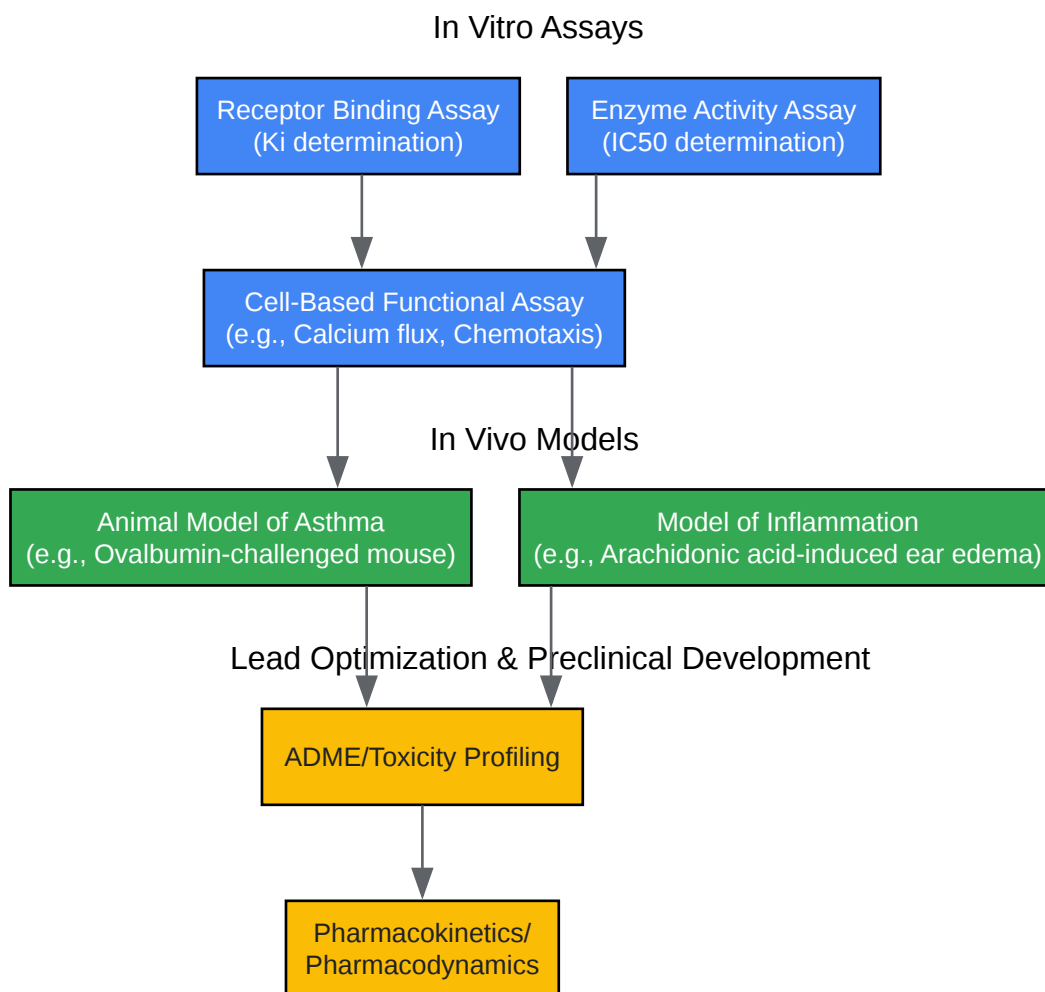 In Vitro Assays
Receptor Binding Assay
(Ki determination)
Enzyme Activity Assay
(IC50 determination)
Cell-Based Functional Assay
(e.g., Calcium flux, Chemotaxis)
In Vivo Models
Animal Model of Asthma
(e.g., Ovalbumin-challenged mouse)
Model of Inflammation
(e.g., Arachidonic acid-induced ear edema)
Lead Optimization & Preclinical Development
ADME/Toxicity Profiling
Pharmacokinetics/
Pharmacodynamics